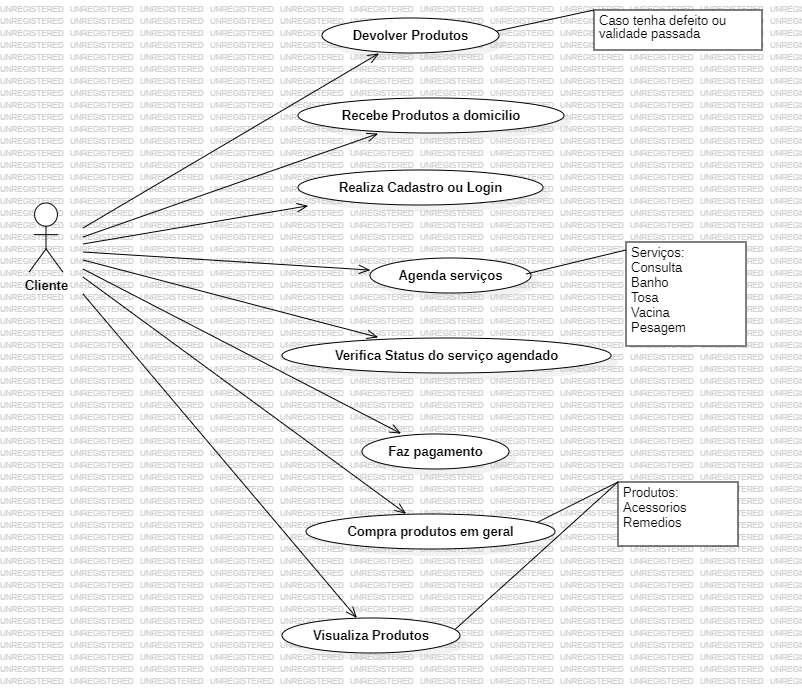 Devolver Produtos
Caso tenha defeito ou
validade passada
Recebe Produtos a domicilio
Realiza Cadastro ou Login
Cliente
Agenda serviços
Serviços:
Consulta
Banho
Tosa
Vacina
Pesagem
Verifica Status do serviço agendado
Faz pagamento
Compra produtos em geral
Produtos:
Acessorios
Remedios
Visualiza Produtos
UNREGISTERED